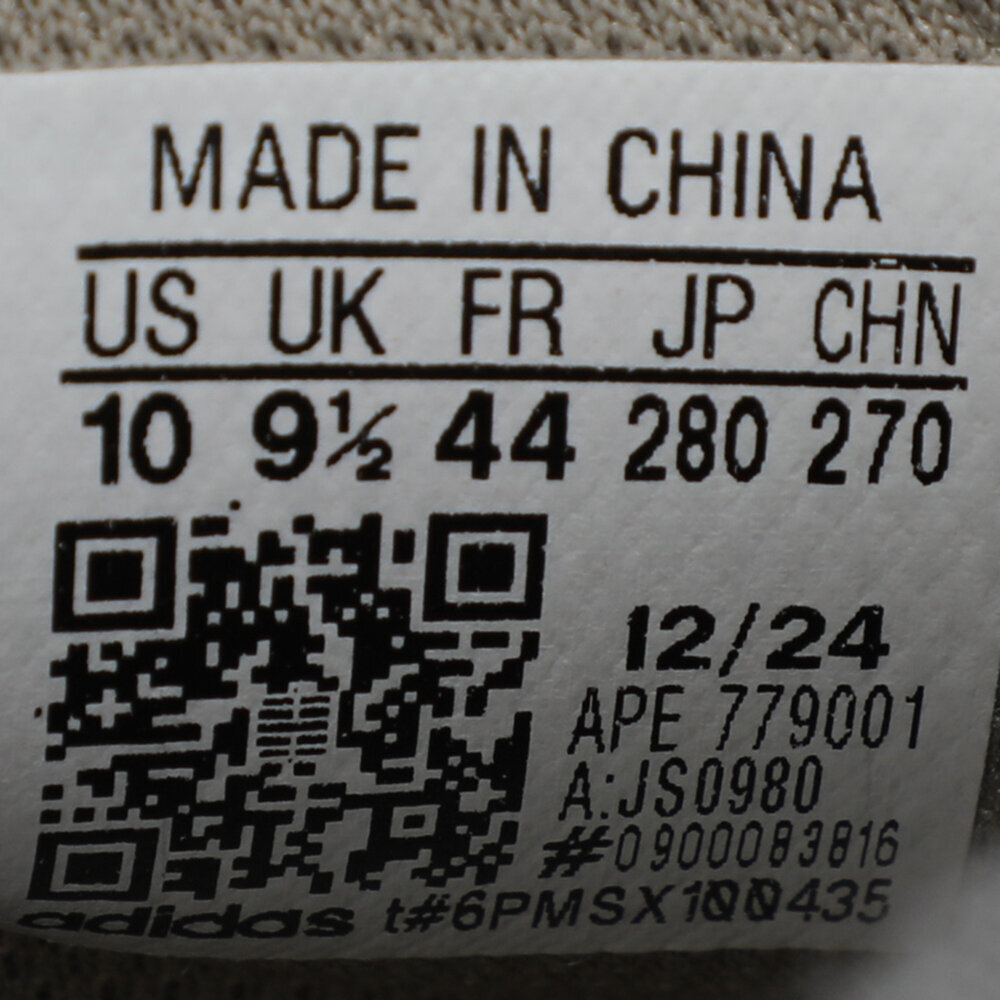 MADE IN CHINA
US UK FR JP CHN
10 9½ 44 280 270
12/24
APE 779001
A:JS0980
#0900083816
adidas t#6PMSX100435